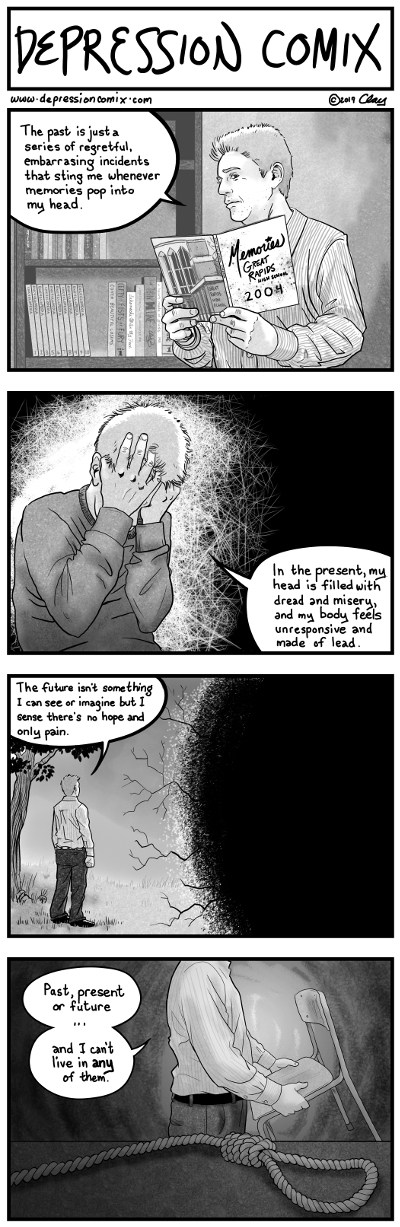 DEPRESSION COMIX
www.depressioncomix.com
©2019 Clay
The past is just a
series of regretful,
embarrasing incidents
that sting me whenever
memories pop into
my head.
Memories
GREAT
RAPIDS
HIGH SCHOOL
2004
In the present, my
head is filled with
dread and misery,
and my body feels
unresponsive and
made of lead.
The future isn't something
I can see or imagine but I
sense there's no hope and
only pain.
Past, present
or future
...
and I can't
live in any
of them.